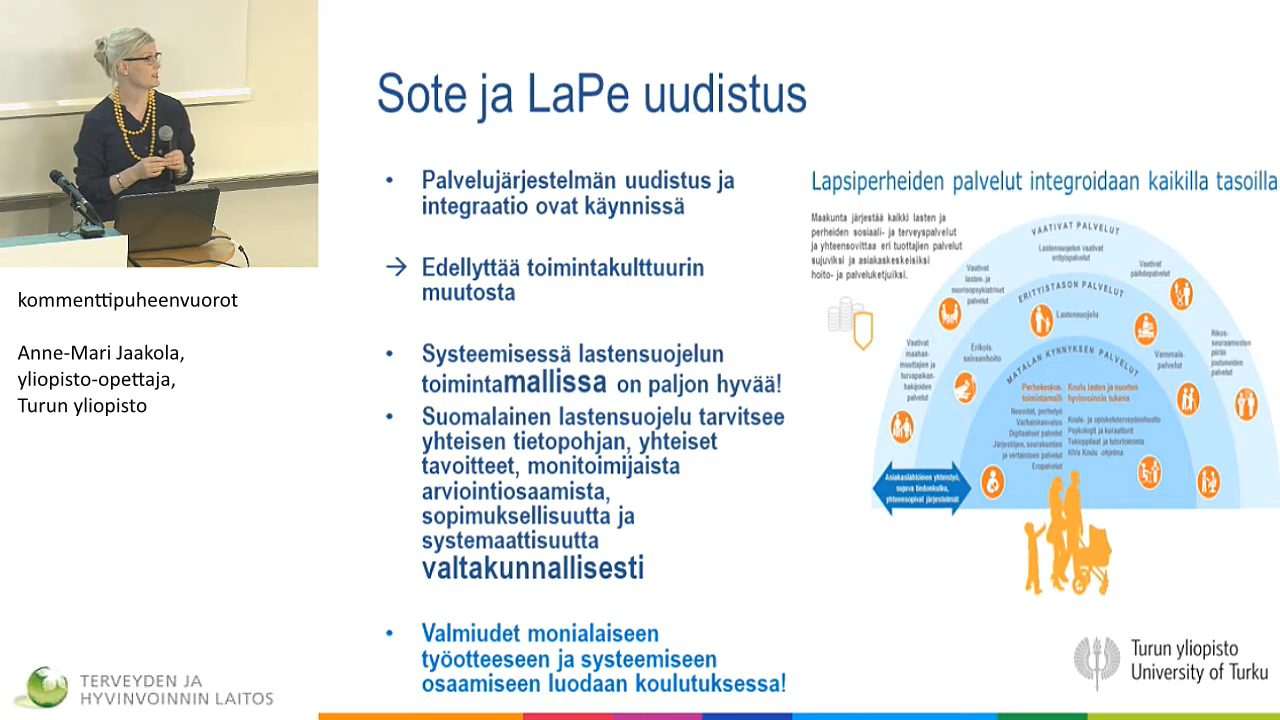 Sote ja LaPe uudistus
• Palvelujärjestelmän uudistus ja
integraatio ovat käynnissä
→ Edellyttää toimintakulttuurin
muutosta
• Systeemisessä lastensuojelun
toimintamallissa on paljon hyvää!
• Suomalainen lastensuojelu tarvitsee
yhteisen tietopohjan, yhteiset
tavoitteet, monitoimijaista
arviointiosaamista,
sopimuksellisuutta ja
systemaattisuutta
valtakunnallisesti
• Valmiudet monialaiseen
työotteeseen ja systeemiseen
osaamiseen luodaan koulutuksessa!
Lapsiperheiden palvelut integroidaan kaikilla tasoilla
Maakunta järjestää kaikki lasten ja
perheiden sosiaali- ja terveyspalvelut
ja yhteensovittaa eri tuottajien palvelut
sujuviksi ja asiakaskeskeisiksi
hoito- ja palveluketjuiksi.
VAATIVAT PALVELUT
Lastensuojelun vaativat
erityispalvelut
Vaativat
lasten- ja
nuorisopsykiatriset
palvelut
Vaativat
päihdepalvelut
ERITYISTASON PALVELUT
Lastensuojelu
Vaativat
maahan-
muuttajien ja
turvapaikan-
hakijoiden
palvelut
Erikois-
sairaanhoito
Vammais-
palvelut
Rikos-
seuraamusten
piiriin
joutuneiden
palvelut
MATALAN KYNNYKSEN PALVELUT
Perhekeskus-
toimintamalli
Neuvolat, perhetyö
Varhaiskasvatus
Digitaaliset palvelut
Järjestöjen, seurakuntien
ja vertaistoen palvelut
Eropalvelut
Koulu lasten ja nuorten
hyvinvoinnin tukena
Koulu- ja opiskeluterveydenhuolto
Psykologit ja kuraattorit
Tukioppilaat ja tutortoiminta
KiVa Koulu -ohjelma
Asiakaslähtöinen yhteistyö,
sujuva tiedonkulku,
yhteensopivat järjestelmät
kommenttipuheenvuorot
Anne-Mari Jaakola,
yliopisto-opettaja,
Turun yliopisto
TERVEYDEN JA
HYVINVOINNIN LAITOS
Turun yliopisto
University of Turku